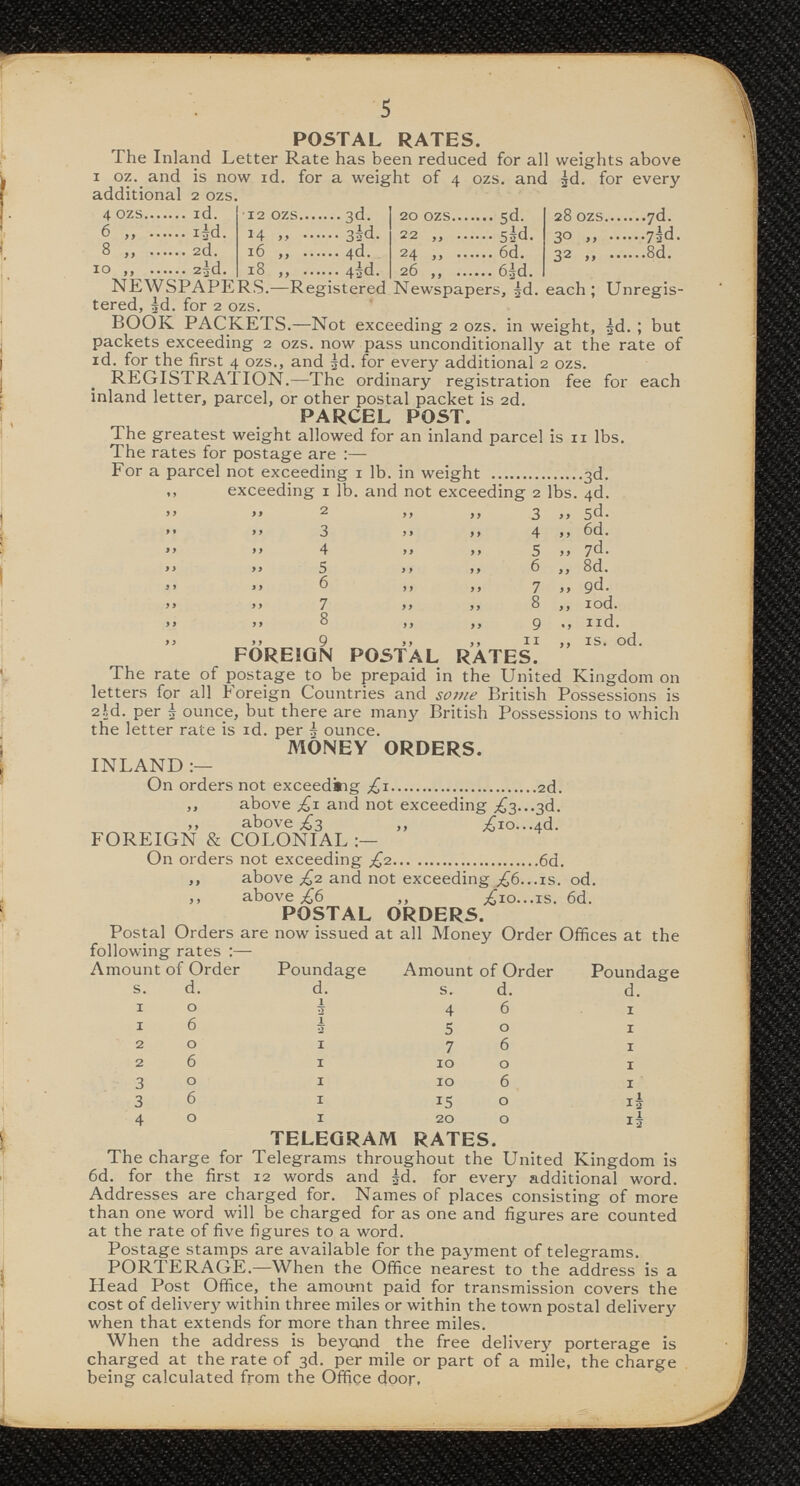 5
POSTAL RATES.
The Inland Letter Rate has been reduced for all weights above
1 oz. and is now 1d. for a weight of 4 ozs. and ½d. for every
additional 2 ozs.
4 ozs....... 1d. | 12 ozs....... 3d. | 20 ozs....... 5d. | 28 ozs.......7d.
6 ,, ...... 1½d. | 14 ,, ...... 3½d. | 22 ,, ...... 5½d. | 30 ,, ......7½d.
8 ,, ...... 2d. | 16 ,, ...... 4d. | 24 ,, ...... 6d. | 32 ,, ......8d.
10 ,, ...... 2½d. | 18 ,, ...... 4½d. | 26 ,, ...... 6½d. |
NEWSPAPERS.—Registered Newspapers, ½d. each; Unregis-
tered, ½d. for 2 ozs.
BOOK PACKETS.—Not exceeding 2 ozs. in weight, ½d.; but
packets exceeding 2 ozs. now pass unconditionally at the rate of
1d. for the first 4 ozs., and ½d. for every additional 2 ozs.
REGISTRATION.—The ordinary registration fee for each
inland letter, parcel, or other postal packet is 2d.
PARCEL POST.
The greatest weight allowed for an inland parcel is 11 lbs.
The rates for postage are :—
For a parcel not exceeding 1 lb. in weight ...............3d.
,, exceeding 1 lb. and not exceeding 2 lbs. 4d.
,, ,, 2 ,, ,, 3 ,, 5d.
,, ,, 3 ,, ,, 4 ,, 6d.
,, ,, 4 ,, ,, 5 ,, 7d.
,, ,, 5 ,, ,, 6 ,, 8d.
,, ,, 6 ,, ,, 7 ,, 9d.
,, ,, 7 ,, ,, 8 ,, 10d.
,, ,, 8 ,, ,, 9 ,, 11d.
,, ,, 9 ,, ,, 11 ,, 1s. 0d.
FOREIGN POSTAL RATES.
The rate of postage to be prepaid in the United Kingdom on
letters for all Foreign Countries and some British Possessions is
2½d. per ½ ounce, but there are many British Possessions to which
the letter rate is 1d. per ½ ounce.
MONEY ORDERS.
INLAND :—
On orders not exceeding £1.........................2d.
,, above £1 and not exceeding £3...3d.
,, above £3 ,, £10...4d.
FOREIGN & COLONIAL :—
On orders not exceeding £2........................6d.
,, above £2 and not exceeding £6...1s. 0d.
,, above £6 ,, £10...1s. 6d.
POSTAL ORDERS.
Postal Orders are now issued at all Money Order Offices at the
following rates :—
Amount of Order Poundage Amount of Order Poundage
s. d. d. s. d. d.
1 0 ½ 4 6 1
1 6 ½ 5 0 1
2 0 1 7 6 1
2 6 1 10 0 1
3 0 1 10 6 1
3 6 1 15 0 1½
4 0 1 20 0 1½
TELEGRAM RATES.
The charge for Telegrams throughout the United Kingdom is
6d. for the first 12 words and ½d. for every additional word.
Addresses are charged for. Names of places consisting of more
than one word will be charged for as one and figures are counted
at the rate of five figures to a word.
Postage stamps are available for the payment of telegrams.
PORTERAGE.—When the Office nearest to the address is a
Head Post Office, the amount paid for transmission covers the
cost of delivery within three miles or within the town postal delivery
when that extends for more than three miles.
When the address is beyond the free delivery porterage is
charged at the rate of 3d. per mile or part of a mile, the charge
being calculated from the Office door.